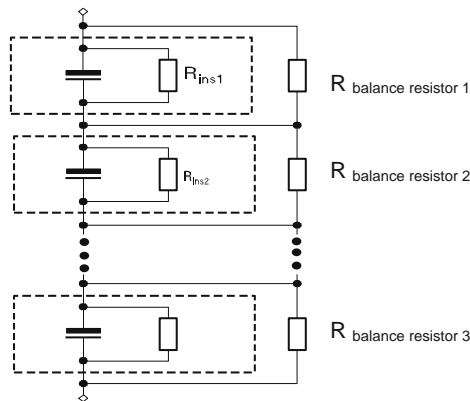 Rins1
R balance resistor 1
Rins2
R balance resistor 2
R balance resistor 3